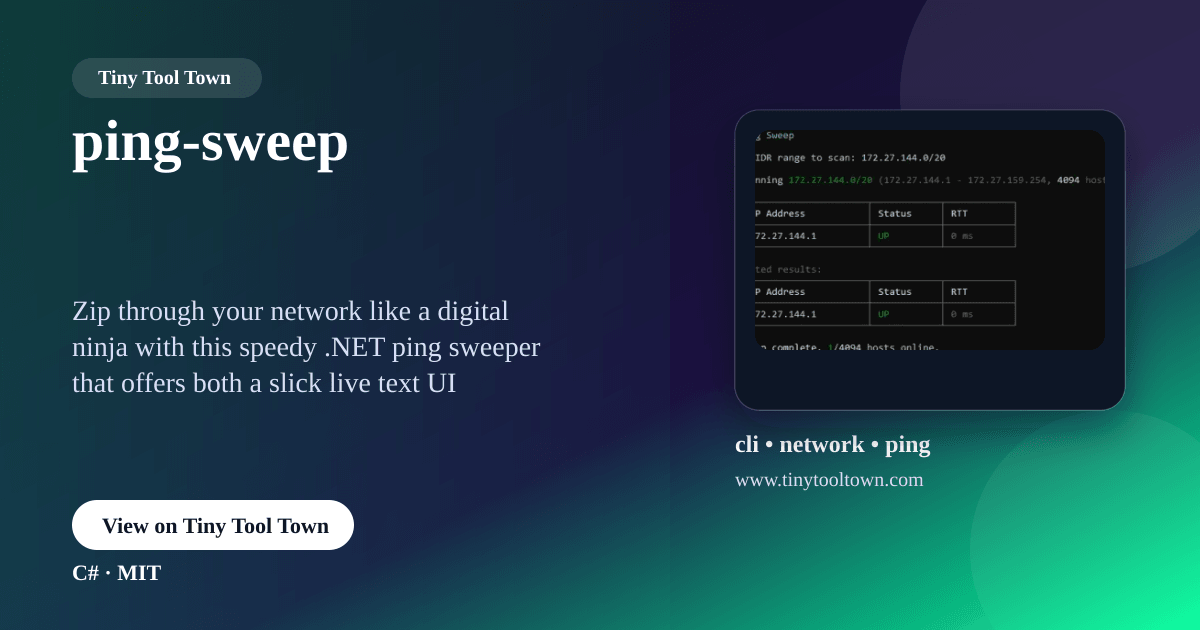 Tiny Tool Town
ping-sweep
Zip through your network like a digital
ninja with this speedy .NET ping sweeper
that offers both a slick live text UI
View on Tiny Tool Town
C# · MIT
g Sweep
IDR range to scan: 172.27.144.0/20
nning 172.27.144.0/20 (172.27.144.1 - 172.27.159.254, 4094 host
P Address Status RTT
72.27.144.1 UP 0 ms
ted results:
P Address Status RTT
72.27.144.1 UP 0 ms
complete. 1/4094 hosts online.
cli • network • ping
www.tinytooltown.com